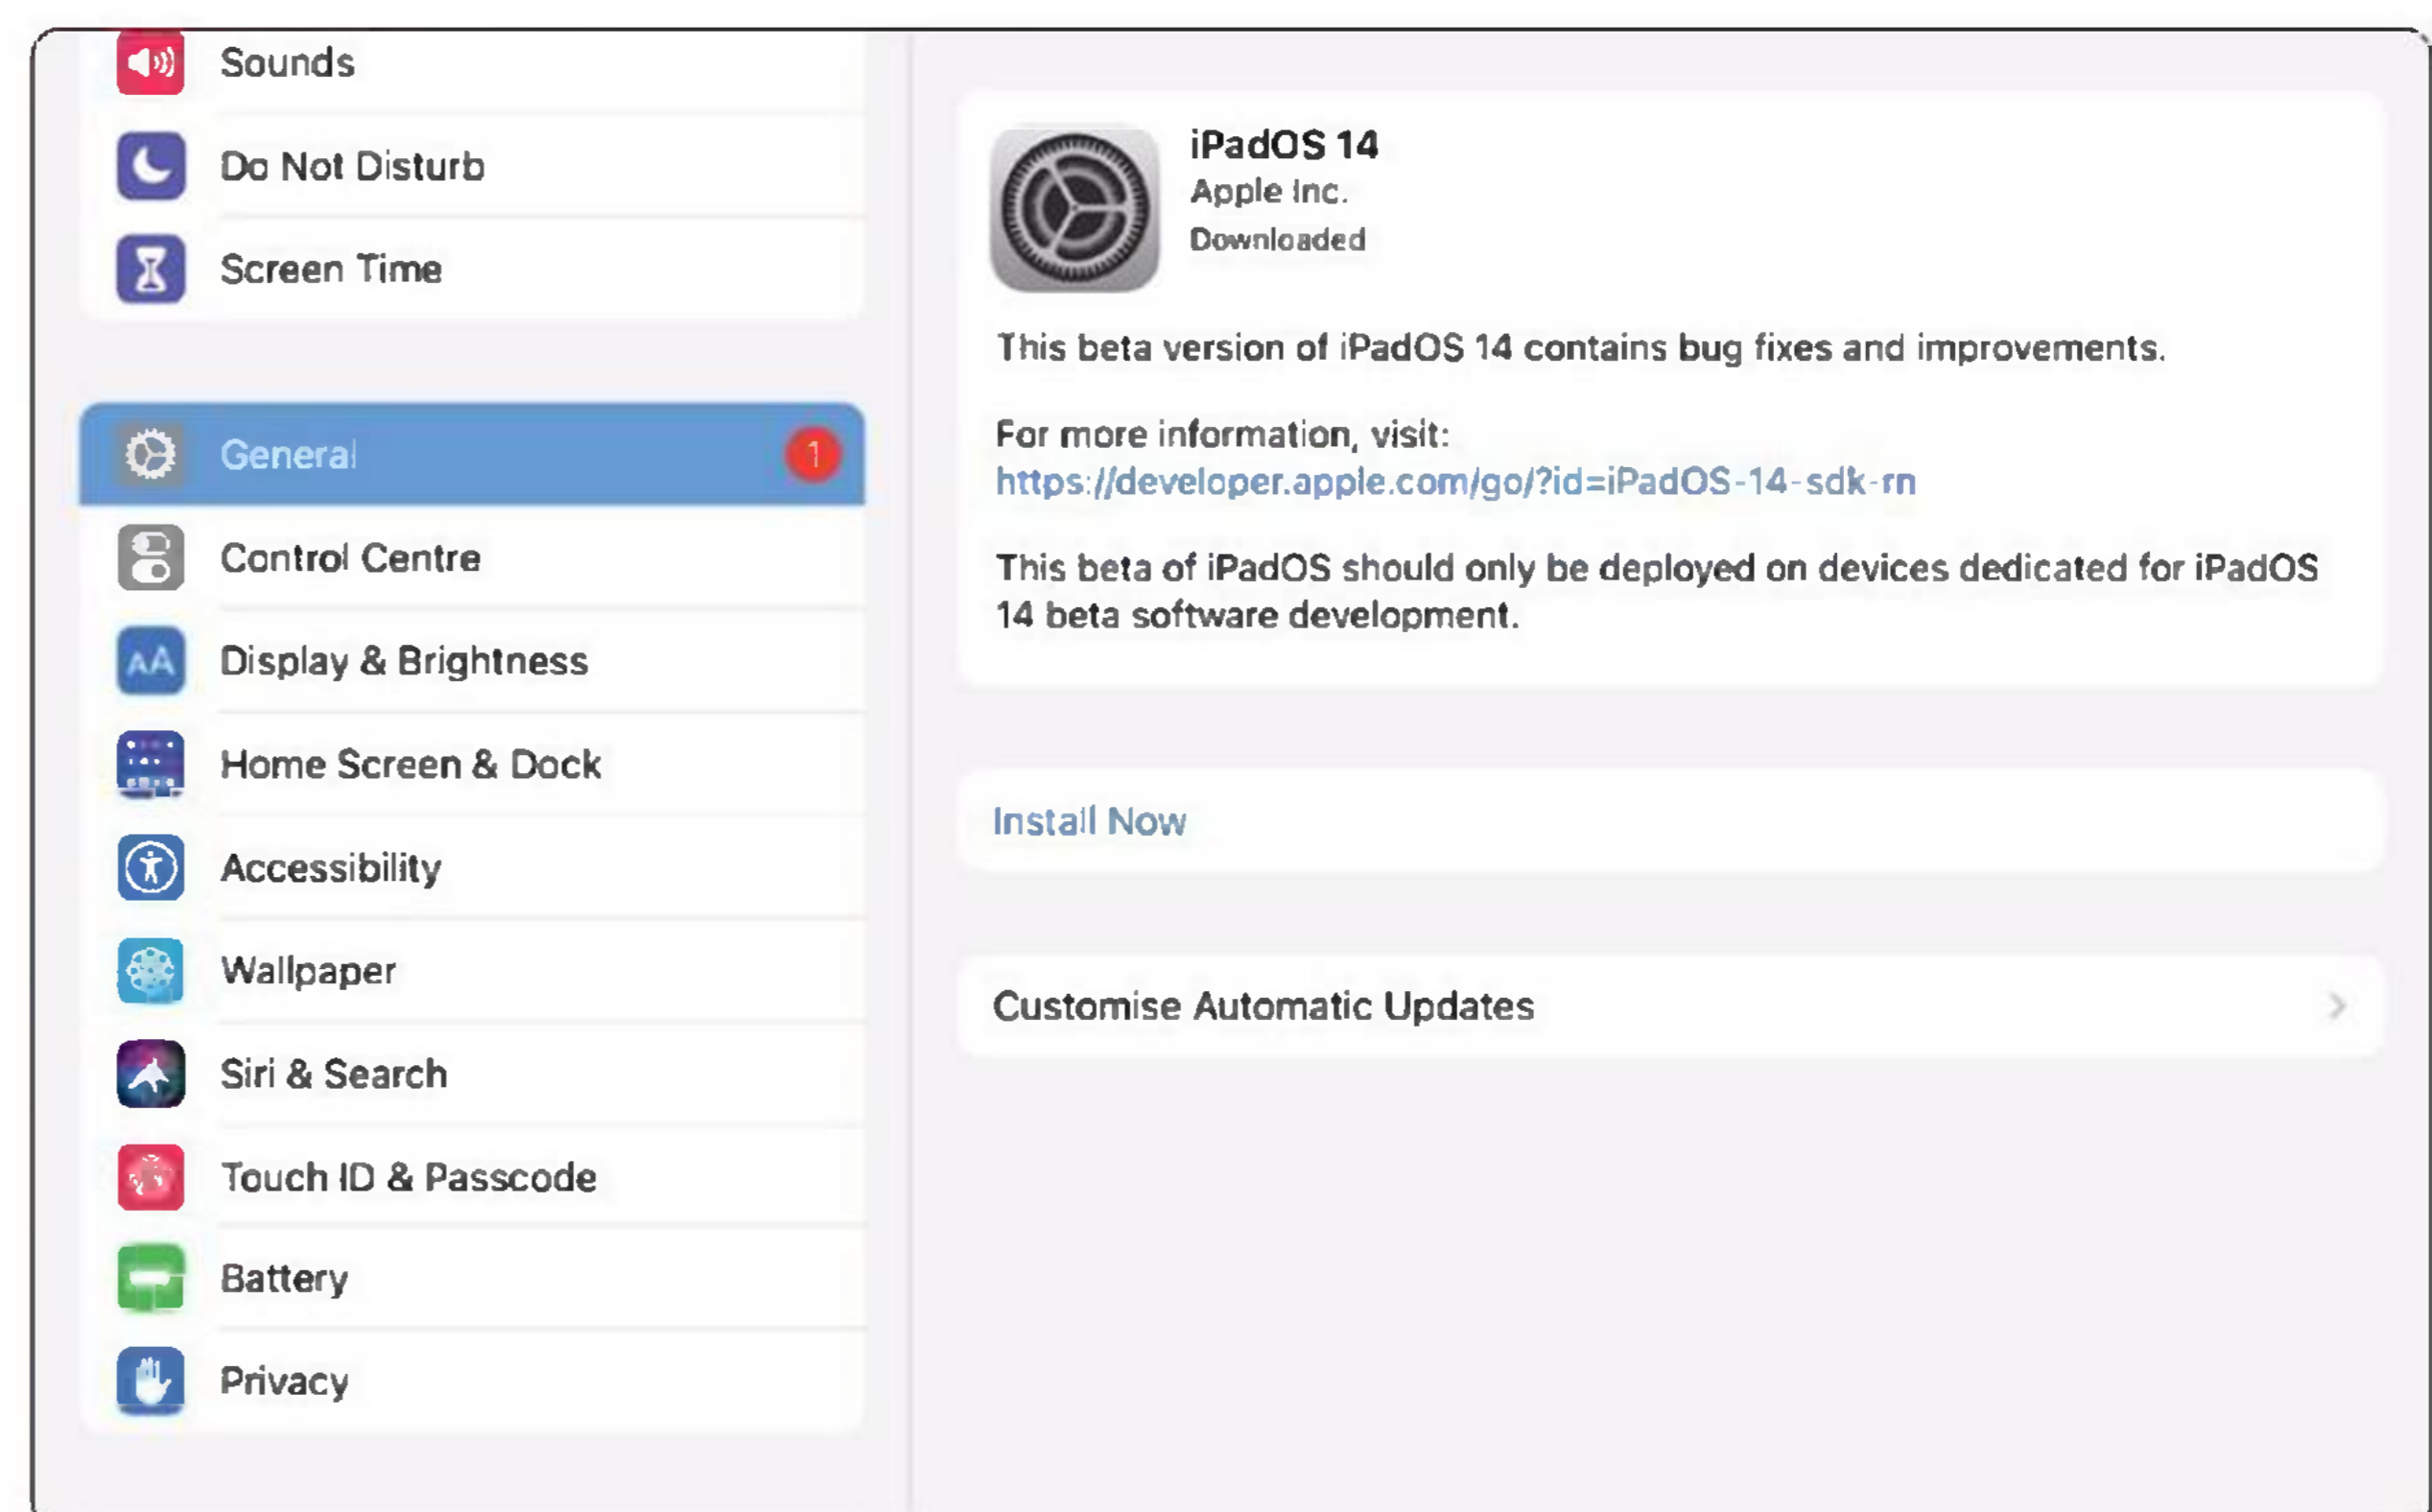 Sounds
Do Not Disturb
Screen Time
General 1
Control Centre
AA Display & Brightness
Home Screen & Dock
Accessibility
Wallpaper
Siri & Search
Touch ID & Passcode
Battery
Privacy
iPadOS 14
Apple Inc.
Downloaded
This beta version of iPadOS 14 contains bug fixes and improvements.
For more information, visit:
https://developer.apple.com/go/?id=iPadOS-14-sdk-rn
This beta of iPadOS should only be deployed on devices dedicated for iPadOS
14 beta software development.
Install Now
Customise Automatic Updates